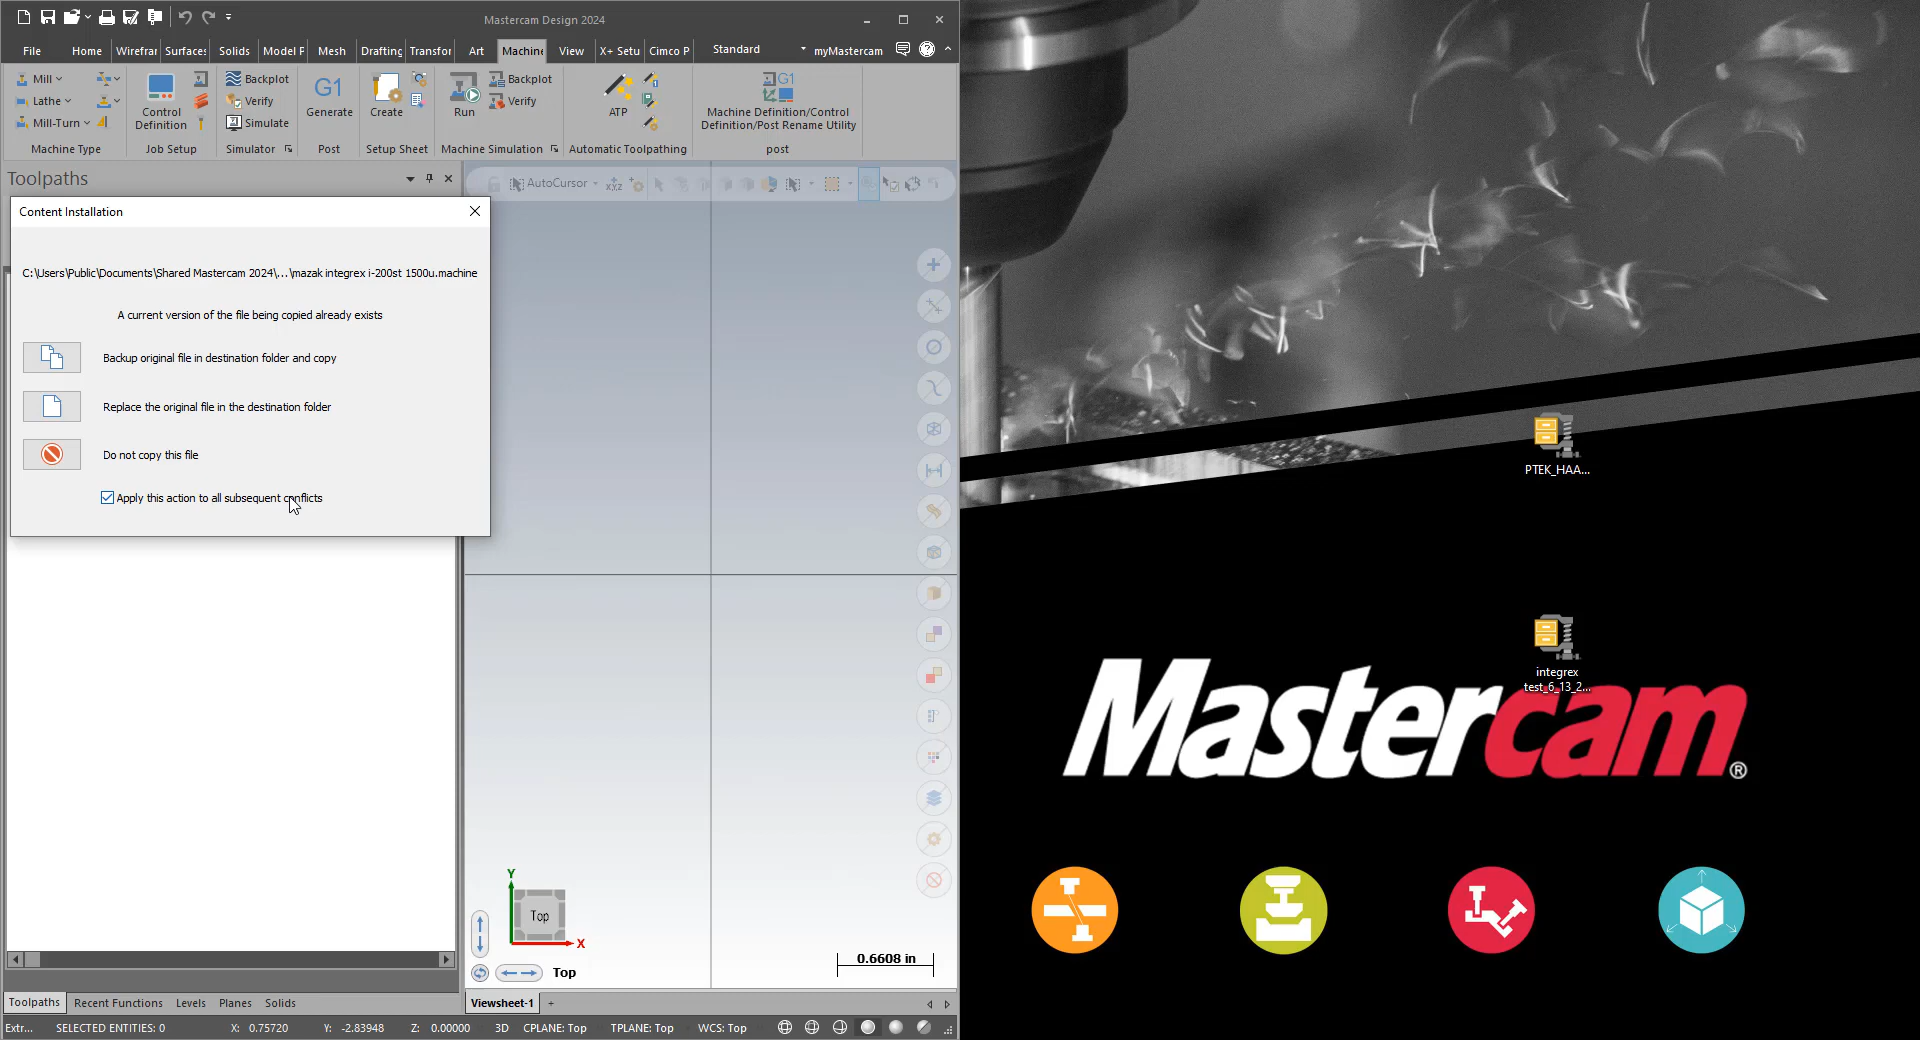 Mastercam Design 2024
File
Home
Wirefrar
Surfaces
Solids
Model F
Mesh
Drafting
Transfor
Art
Machine
View
X+ Setu
Cimco P
Standard
myMastercam
Mill
Lathe
Mill-Turn
Machine Type
Control
Definition
Job Setup
Backplot
Verify
Simulate
Simulator
G1
Generate
Post
Create
Setup Sheet
Run
Backplot
Verify
Machine Simulation
ATP
Automatic Toolpathing
G1
Machine Definition/Control
Definition/Post Rename Utility
post
Toolpaths
AutoCursor
XYZ
Content Installation
C:\Users\Public\Documents\Shared Mastercam 2024\...\mazak integrex i-200st 1500u.machine
A current version of the file being copied already exists
Backup original file in destination folder and copy
Replace the original file in the destination folder
Do not copy this file
Apply this action to all subsequent conflicts
PTEK_HAA...
integrex
test_6_13_2...
Mastercam®
Y
Top
X
Top
0.6608 in
Toolpaths
Recent Functions
Levels
Planes
Solids
Viewsheet-1
+
Extr...
SELECTED ENTITIES: 0
X: 0.75720
Y: -2.83948
Z: 0.00000
3D
CPLANE: Top
TPLANE: Top
WCS: Top